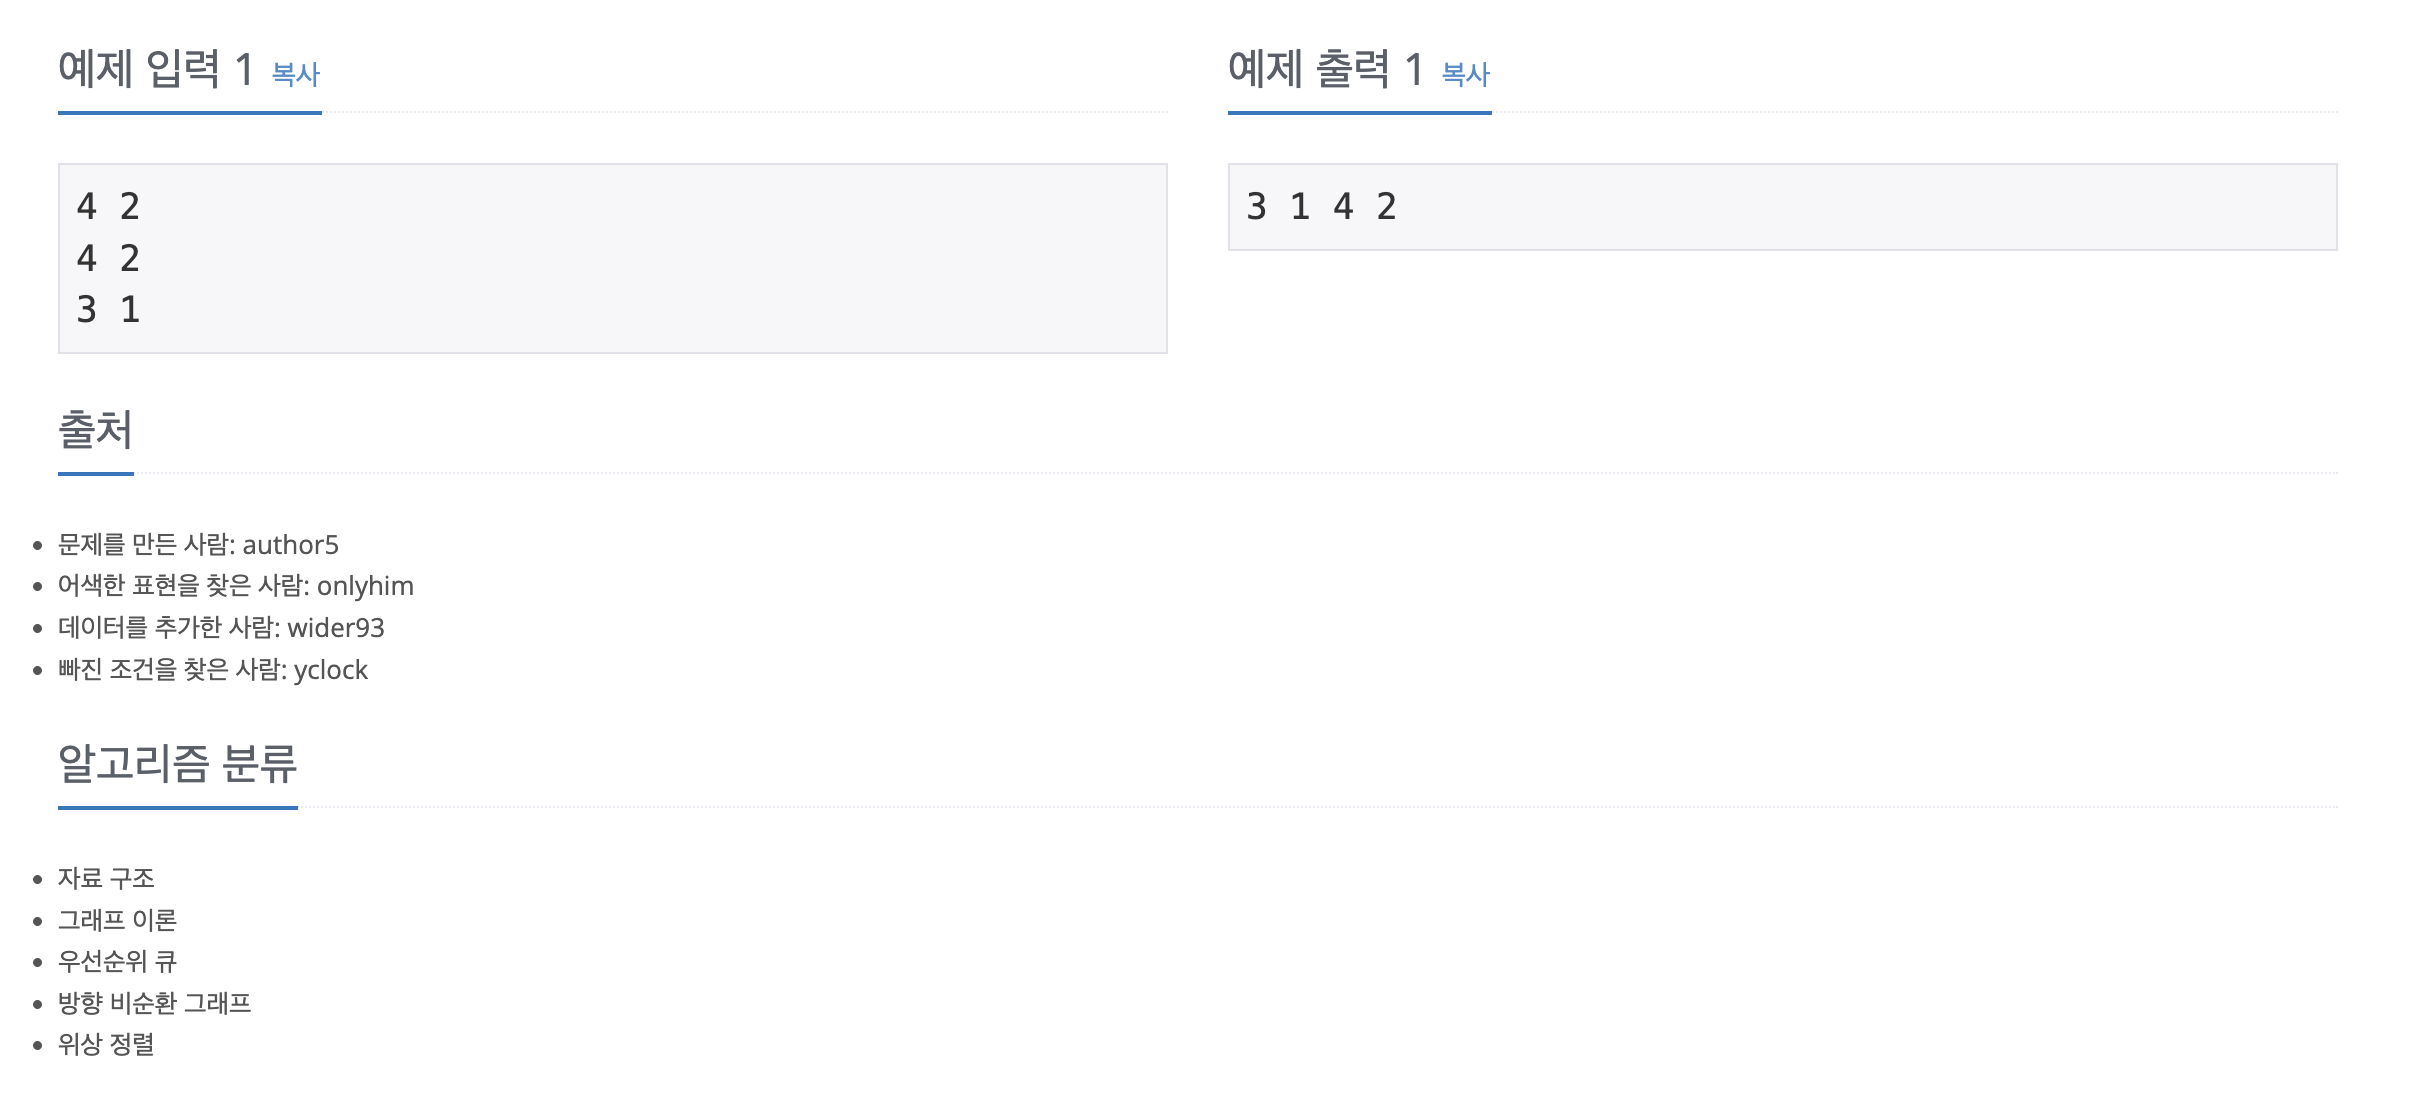 예제 입력 1 복사
4 2
4 2
3 1
예제 출력 1 복사
3 1 4 2
출처
문제를 만든 사람: author5
어색한 표현을 찾은 사람: onlyhim
데이터를 추가한 사람: wider93
빠진 조건을 찾은 사람: yclock
알고리즘 분류
자료 구조
그래프 이론
우선순위 큐
방향 비순환 그래프
위상 정렬